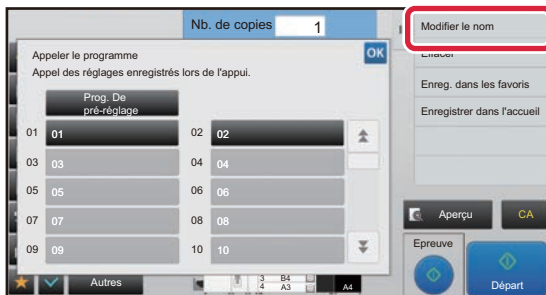 Nb. de copies 1
Modifier le nom
Appeler le programme
OK
Effacer
Appel des réglages enregistrés lors de l'appui.
Enreg. dans les favoris
Prog. De
pré-réglage
Enregistrer dans l'accueil
01 01
02 02
03 03
04 04
05 05
06 06
07 07
08 08
Aperçu
CA
09 09
10 10
Epreuve
Autres
3 B4
4 A3
A4
Départ